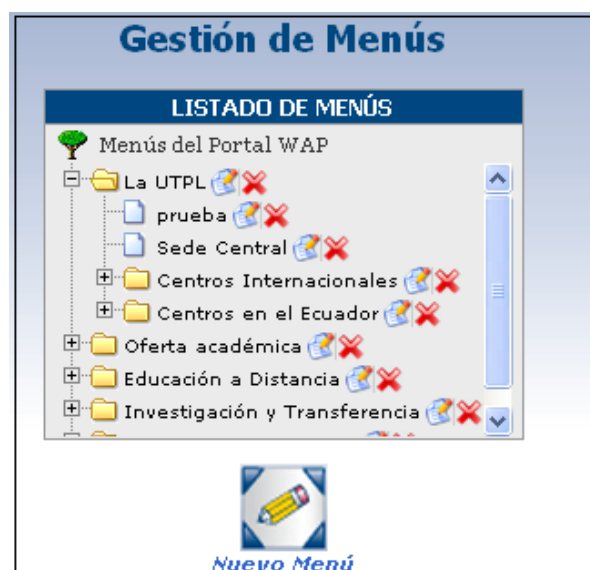 Gestión de Menús
LISTADO DE MENÚS
Menús del Portal WAP
La UTPL
prueba
Sede Central
Centros Internacionales
Centros en el Ecuador
Oferta académica
Educación a Distancia
Investigación y Transferencia
Nuevo Menú